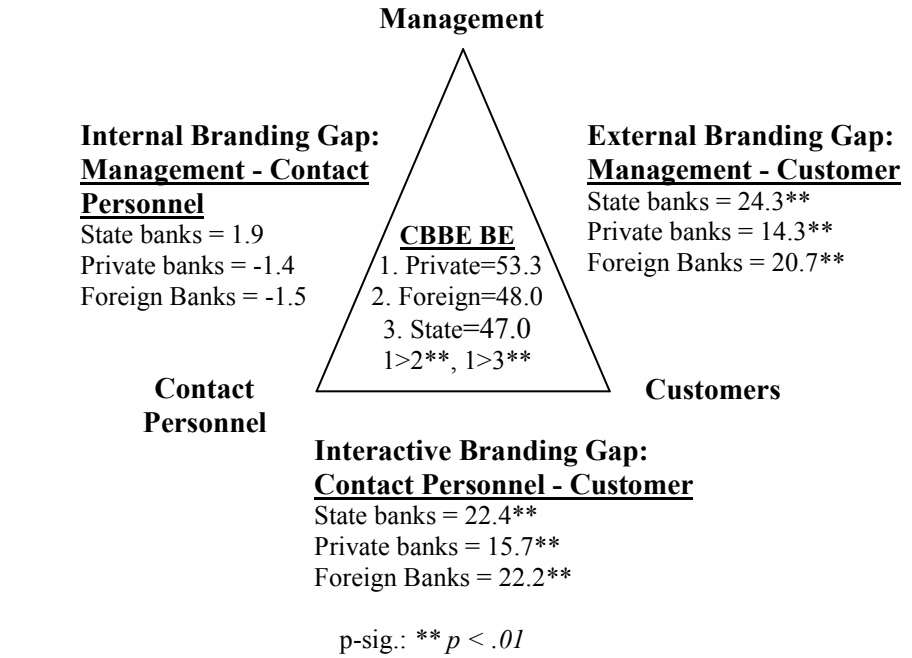 Management
Internal Branding Gap:
Management - Contact
Personnel
State banks = 1.9
Private banks = -1.4
Foreign Banks = -1.5
External Branding Gap:
Management - Customer
State banks = 24.3**
Private banks = 14.3**
Foreign Banks = 20.7**
CBBE BE
1. Private=53.3
2. Foreign=48.0
3. State=47.0
1>2**, 1>3**
Contact
Personnel
Customers
Interactive Branding Gap:
Contact Personnel - Customer
State banks = 22.4**
Private banks = 15.7**
Foreign Banks = 22.2**
p-sig.: ** p < .01